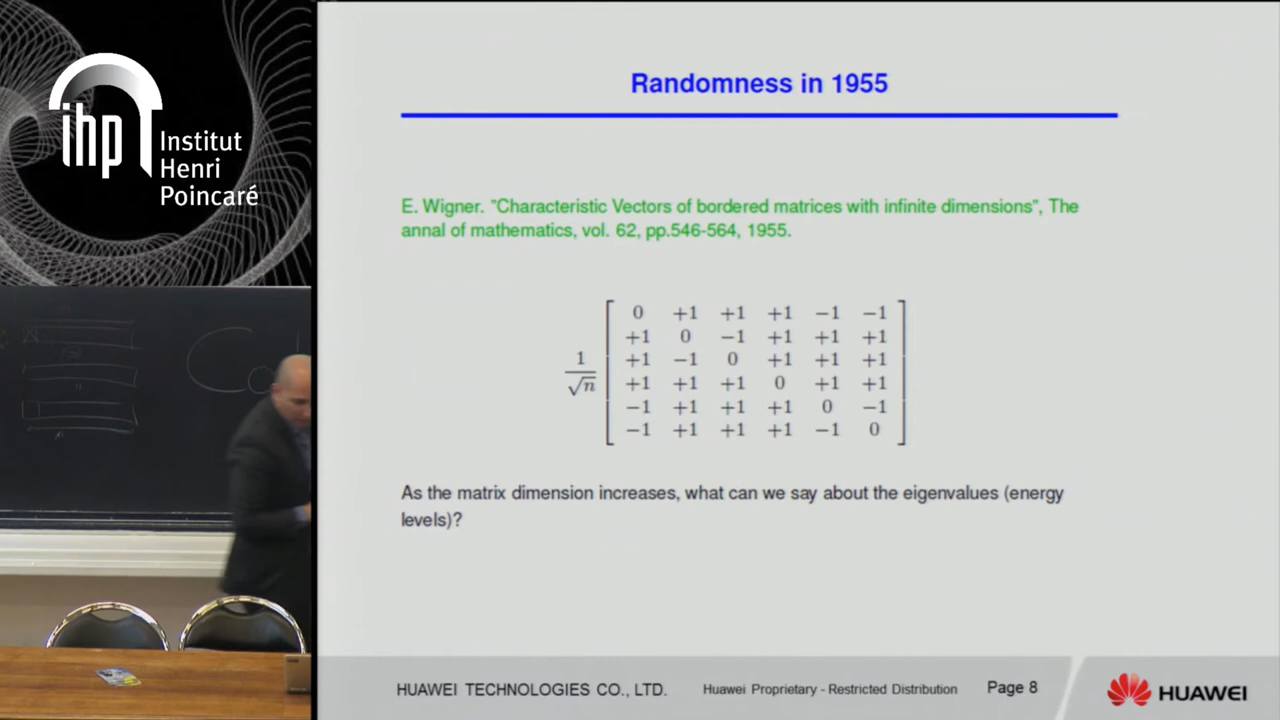 ihp
Institut
Henri
Poincaré
Randomness in 1955
E. Wigner. "Characteristic Vectors of bordered matrices with infinite dimensions", The
annal of mathematics, vol. 62, pp.546-564, 1955.
1
√n
0 +1 +1 +1 −1 −1
+1 0 −1 +1 +1 +1
+1 −1 0 +1 +1 +1
+1 +1 +1 0 +1 +1
−1 +1 +1 +1 0 −1
−1 +1 +1 +1 −1 0
As the matrix dimension increases, what can we say about the eigenvalues (energy
levels)?
HUAWEI TECHNOLOGIES CO., LTD. Huawei Proprietary - Restricted Distribution Page 8
HUAWEI